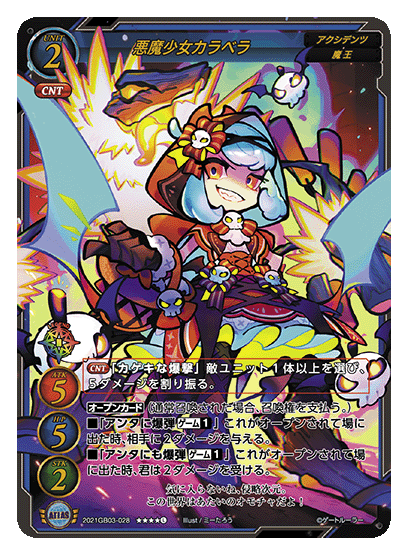 UNIT
2
悪魔少女カラベラ
アクシデンツ
魔王
CNT
CNT「カゲキな爆撃」敵ユニット1体以上を選び、
5ダメージを割り振る。
オープンカード(通常召喚された場合、召喚権を支払う。)
■「アンタに爆弾 ゲーム1」これがオープンされて場に
出た時、相手に2ダメージを与える。
■「アンタにも爆弾 ゲーム1」これがオープンされて場
に出た時、君は2ダメージを受ける。
気に入らないね、侵略次元。
この世界はあたいのオモチャだよ!
ATK
5
HP
5
STK
2
ATLAS
2021GB03-028 ★★★★ Illust / ミーたろう ©ゲートルーラー